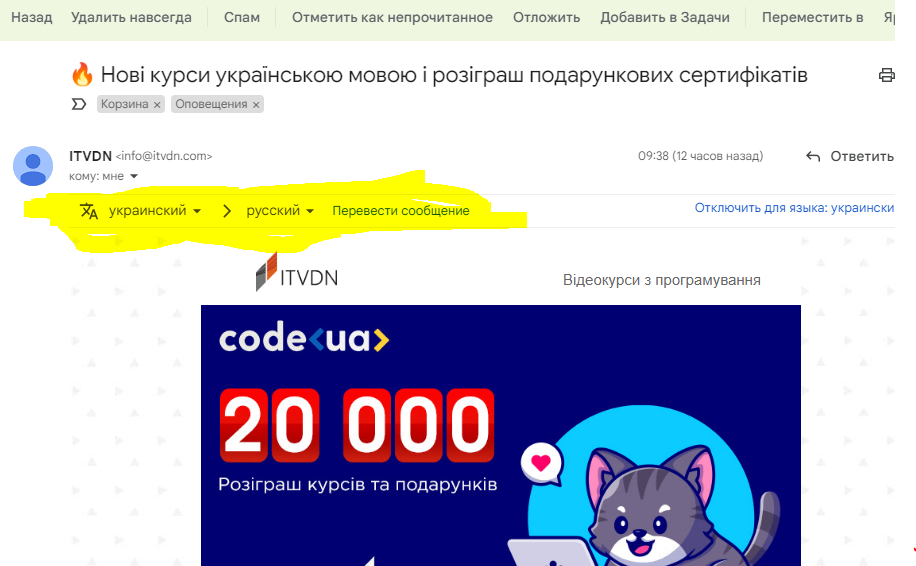 Назад Удалить навсегда Спам Отметить как непрочитанное Отложить Добавить в Задачи Переместить в
Нові курси українською мовою і розіграш подарункових сертифікатів
Корзина × Оповещения ×
ITVDN <info@itvdn.com> 09:38 (12 часов назад) Ответить
кому: мне
украинский русский Перевести сообщение Отключить для языка: украински
ITVDN Відеокурси з програмування
code<ua>
20 000
Розіграш курсів та подарунків